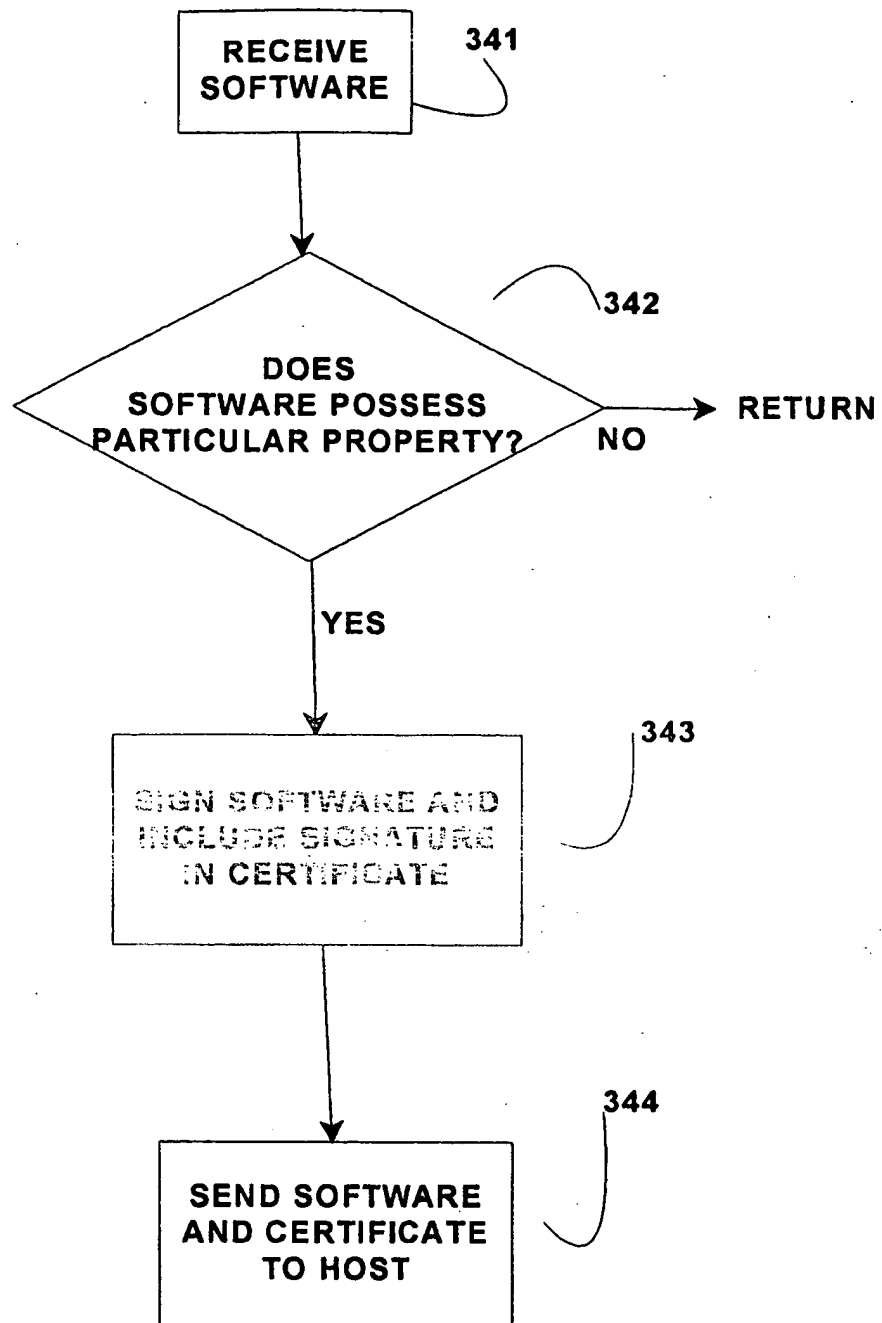 RECEIVE
SOFTWARE
341
342
DOES
SOFTWARE POSSESS
PARTICULAR PROPERTY?
NO
RETURN
YES
343
SIGN SOFTWARE AND
INCLUDE SIGNATURE
IN CERTIFICATE
344
SEND SOFTWARE
AND CERTIFICATE
TO HOST